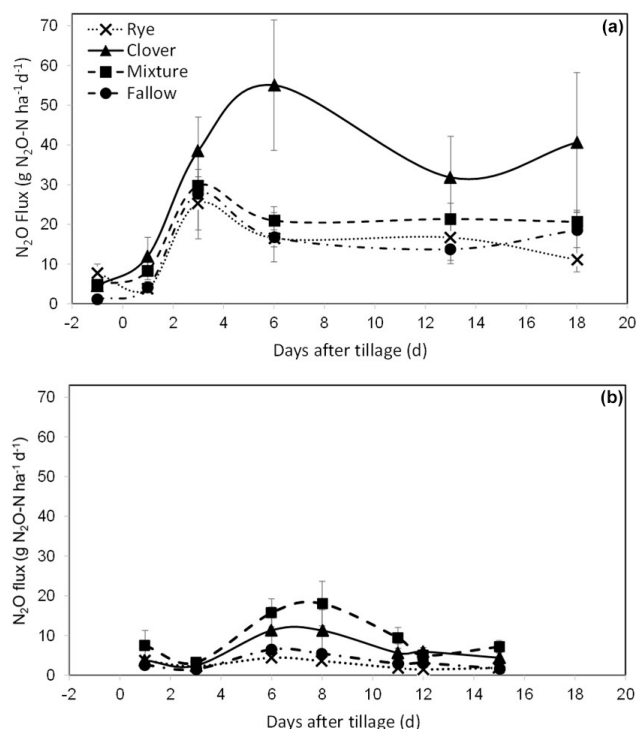 70
60
50
40
30
20
10
0
N₂O Flux (g N₂O-N ha⁻¹ d⁻¹)
Rye
Clover
Mixture
Fallow
(a)
-2 0 2 4 6 8 10 12 14 16 18 20
Days after tillage (d)
70
60
50
40
30
20
10
0
N₂O flux (g N₂O-N ha⁻¹ d⁻¹)
(b)
-2 0 2 4 6 8 10 12 14 16 18 20
Days after tillage (d)